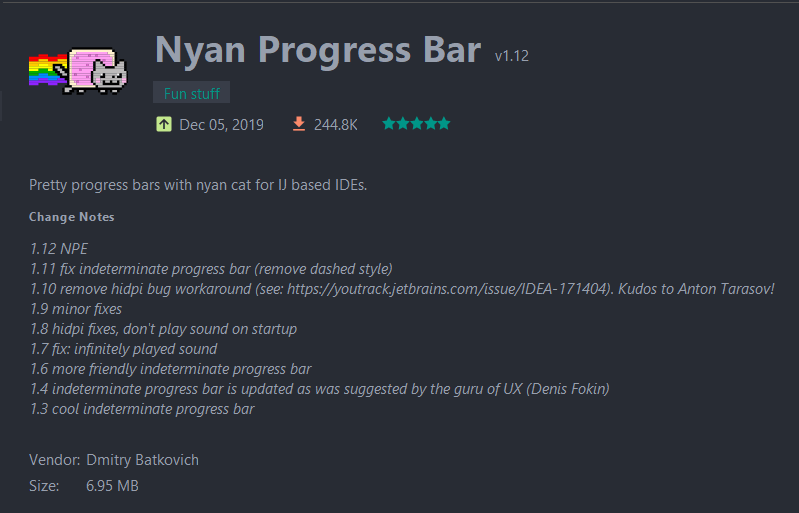 Nyan Progress Bar v1.12
Fun stuff
Dec 05, 2019 244.8K
Pretty progress bars with nyan cat for IJ based IDEs.
Change Notes
1.12 NPE
1.11 fix indeterminate progress bar (remove dashed style)
1.10 remove hidpi bug workaround (see: https://youtrack.jetbrains.com/issue/IDEA-171404). Kudos to Anton Tarasov!
1.9 minor fixes
1.8 hidpi fixes, don't play sound on startup
1.7 fix: infinitely played sound
1.6 more friendly indeterminate progress bar
1.4 indeterminate progress bar is updated as was suggested by the guru of UX (Denis Fokin)
1.3 cool indeterminate progress bar
Vendor: Dmitry Batkovich
Size: 6.95 MB